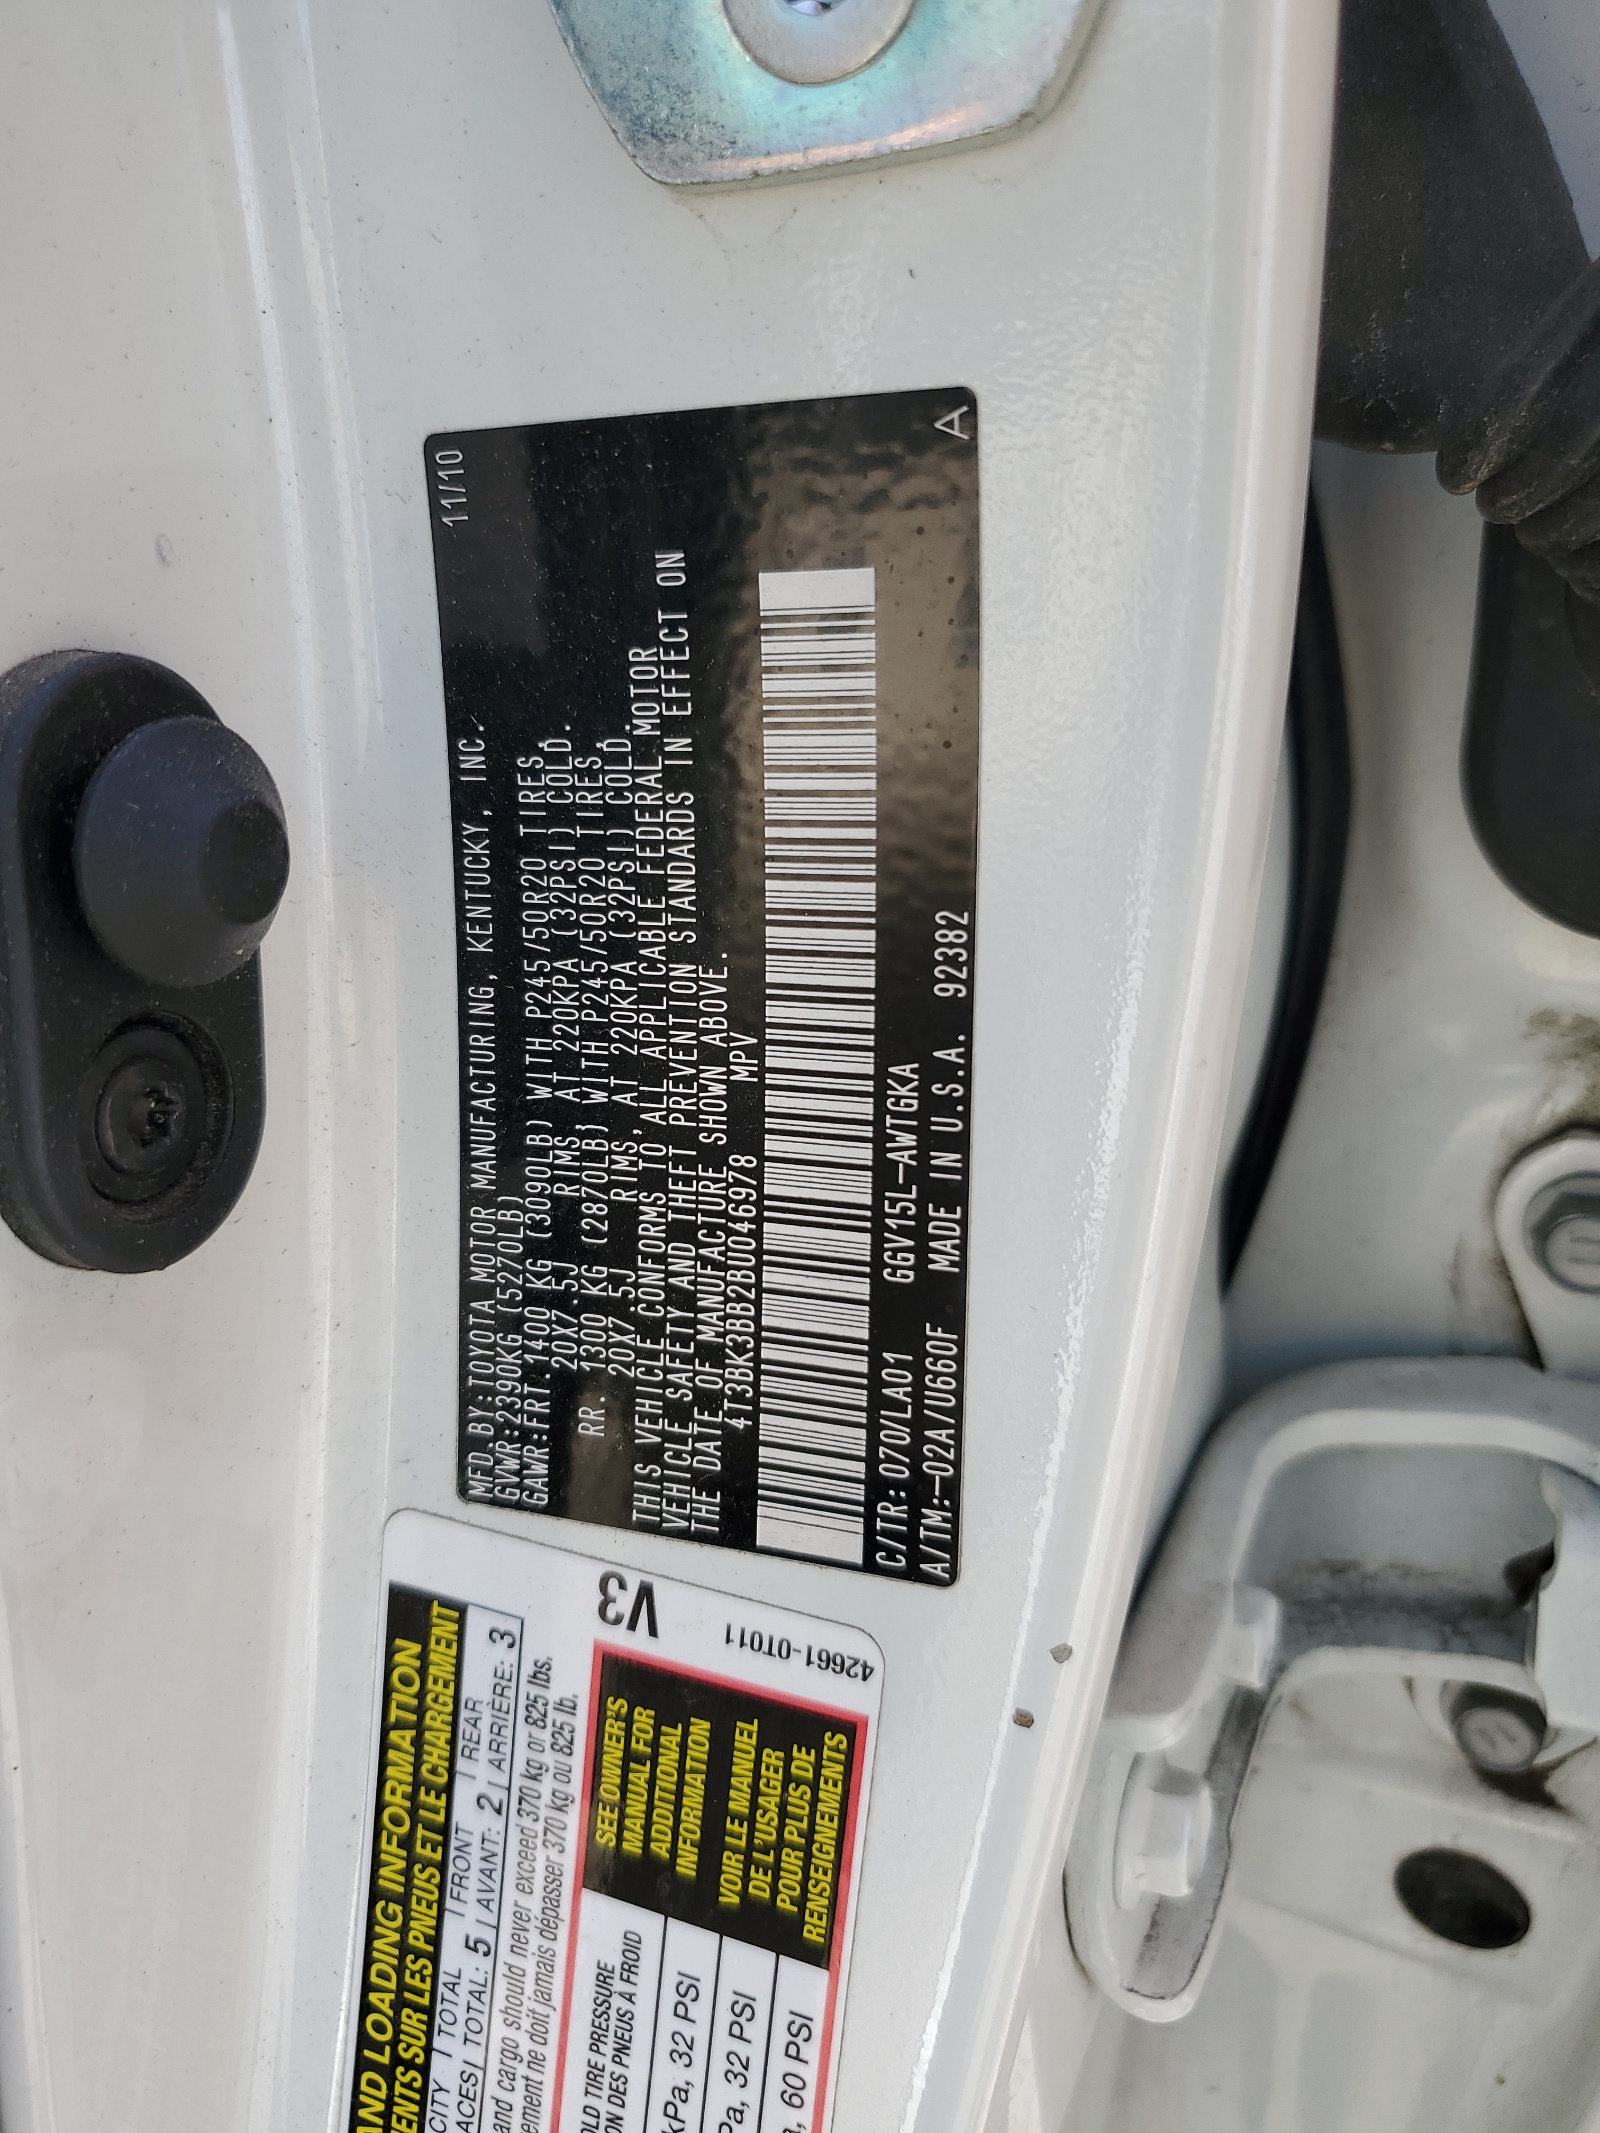 11/10
MFD.BY:TOYOTA MOTOR MANUFACTURING, KENTUCKY, INC.
GVWR:2390KG (5270LB)
GAWR:FRT.1400 KG (3090LB) WITH P245/50R20 TIRES,
20X7.5J RIMS, AT 220KPA (32PSI) COLD.
RR. 1300 KG (2870LB) WITH P245/50R20 TIRES,
20X7.5J RIMS, AT 220KPA (32PSI) COLD.
THIS VEHICLE CONFORMS TO ALL APPLICABLE FEDERAL MOTOR
VEHICLE SAFETY AND THEFT PREVENTION STANDARDS IN EFFECT ON
THE DATE OF MANUFACTURE SHOWN ABOVE.
4T3BK3BB2BU046978 MPV
C/TR: 070/LA01 GGV15L-AWTGKA
A/TM:-02A/U660F MADE IN U.S.A. 92382 A
AND LOADING INFORMATION
ENTS SUR LES PNEUS ET LE CHARGEMENT
CITY TOTAL FRONT REAR
ACES TOTAL: 5 AVANT: 2 ARRIÈRE: 3
and cargo should never exceed 370 kg or 825 lbs.
ement ne doit jamais dépasser 370 kg ou 825 lb.
V3
42661-0T011
OLD TIRE PRESSURE
ON DES PNEUS À FROID
kPa, 32 PSI
Pa, 32 PSI
60 PSI
SEE OWNER'S
MANUAL FOR
ADDITIONAL
INFORMATION
VOIR LE MANUEL
DE L'USAGER
POUR PLUS DE
RENSEIGNEMENTS